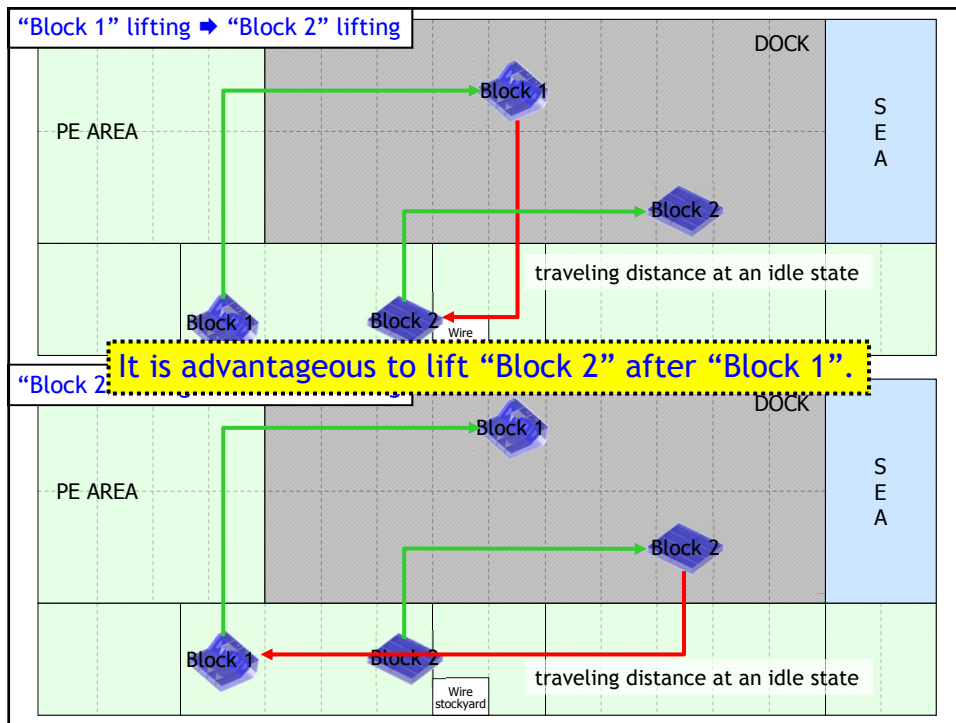 “Block 1” lifting ➡ “Block 2” lifting
DOCK
Block 1
PE AREA
S
E
A
Block 2
traveling distance at an idle state
Block 1
Block 2
Wire
It is advantageous to lift “Block 2” after “Block 1”.
“Block 2
DOCK
Block 1
PE AREA
S
E
A
Block 2
Block 1
Block 2
traveling distance at an idle state
Wire
stockyard